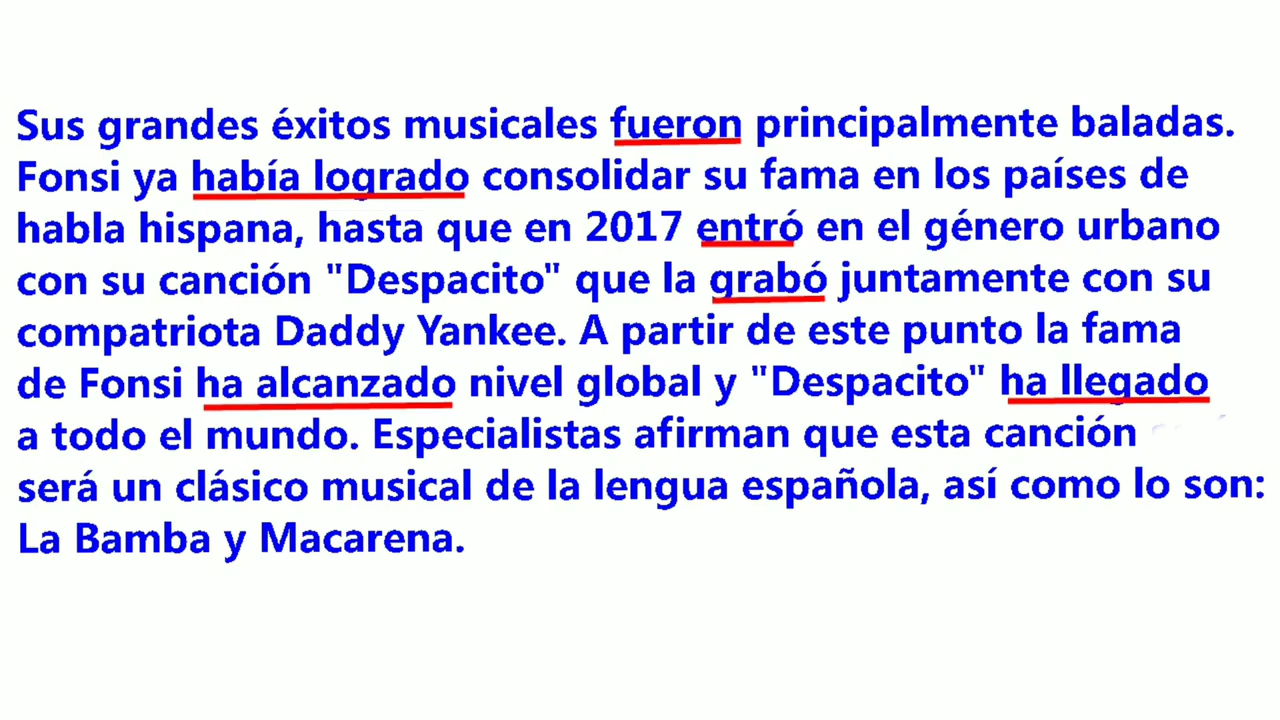 Sus grandes éxitos musicales fueron principalmente baladas.
Fonsi ya había logrado consolidar su fama en los países de
habla hispana, hasta que en 2017 entró en el género urbano
con su canción "Despacito" que la grabó juntamente con su
compatriota Daddy Yankee. A partir de este punto la fama
de Fonsi ha alcanzado nivel global y "Despacito" ha llegado
a todo el mundo. Especialistas afirman que esta canción
será un clásico musical de la lengua española, así como lo son:
La Bamba y Macarena.